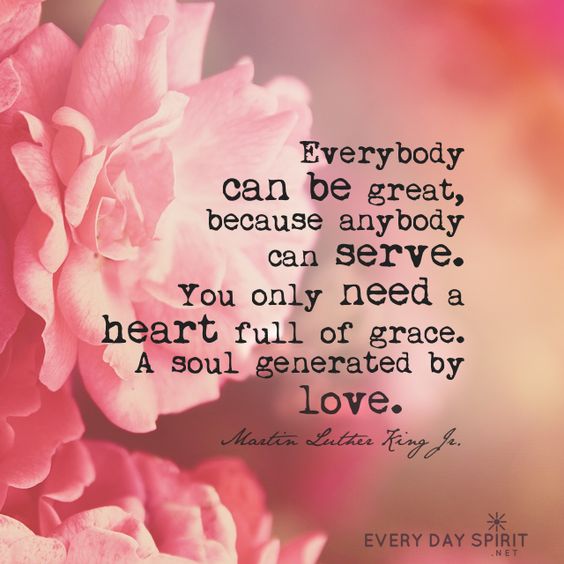 Everybody
can be great,
because anybody
can serve.
You only need a
heart full of grace.
A soul generated by
love.
Martin Luther King Jr.
EVERY DAY SPIRIT
.NET